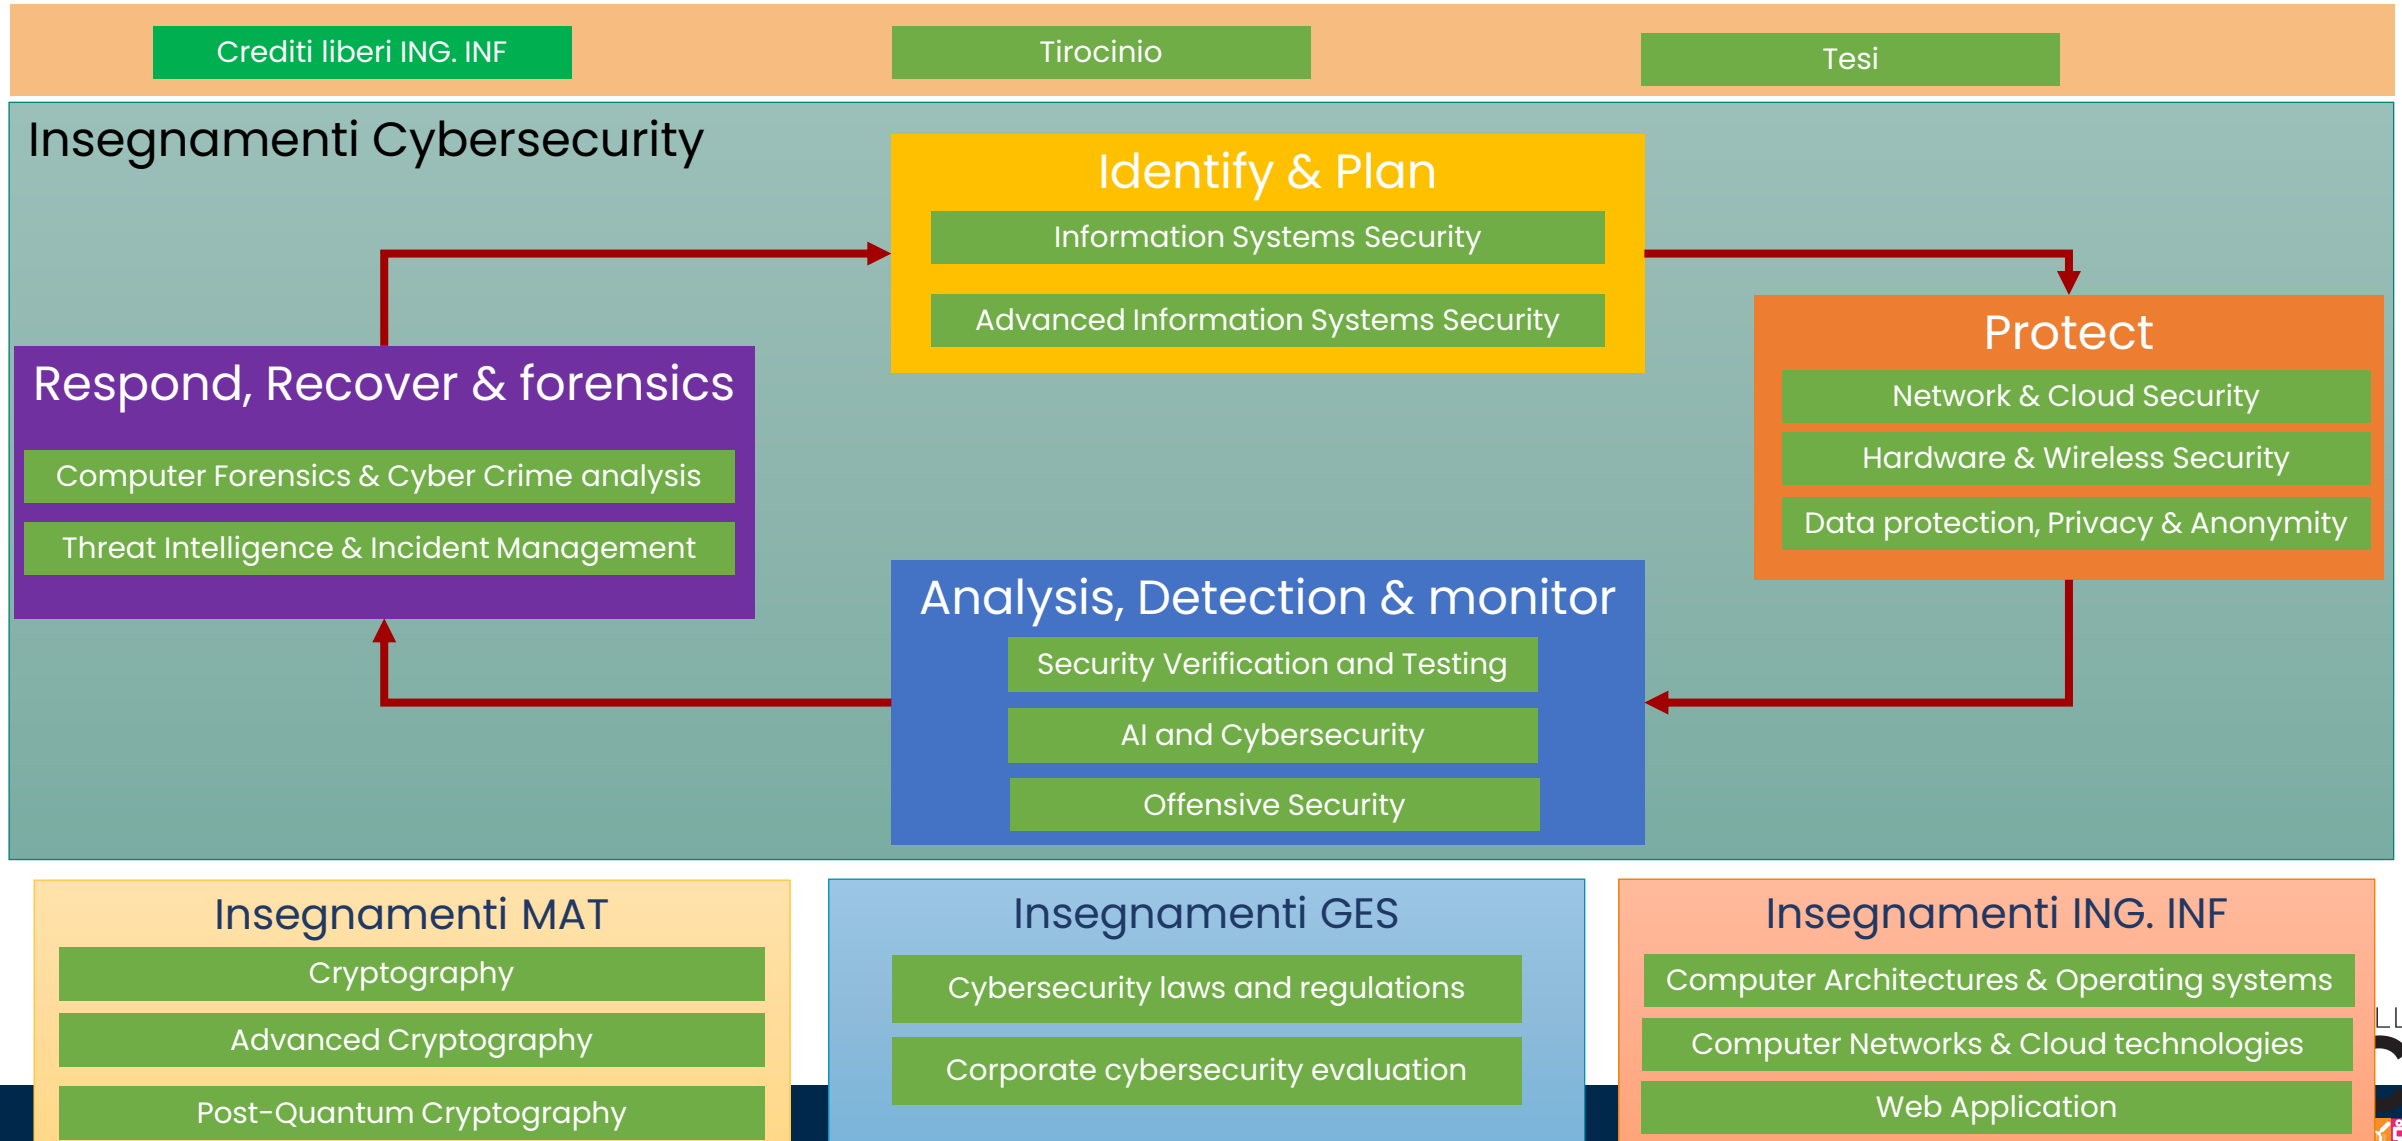 Crediti liberi ING. INF
Tirocinio
Tesi
Insegnamenti Cybersecurity
Identify & Plan
Information Systems Security
Advanced Information Systems Security
Protect
Network & Cloud Security
Hardware & Wireless Security
Data protection, Privacy & Anonymity
Respond, Recover & forensics
Computer Forensics & Cyber Crime analysis
Threat Intelligence & Incident Management
Analysis, Detection & monitor
Security Verification and Testing
AI and Cybersecurity
Offensive Security
Insegnamenti MAT
Cryptography
Advanced Cryptography
Post-Quantum Cryptography
Insegnamenti GES
Cybersecurity laws and regulations
Corporate cybersecurity evaluation
Insegnamenti ING. INF
Computer Architectures & Operating systems
Computer Networks & Cloud technologies
Web Application